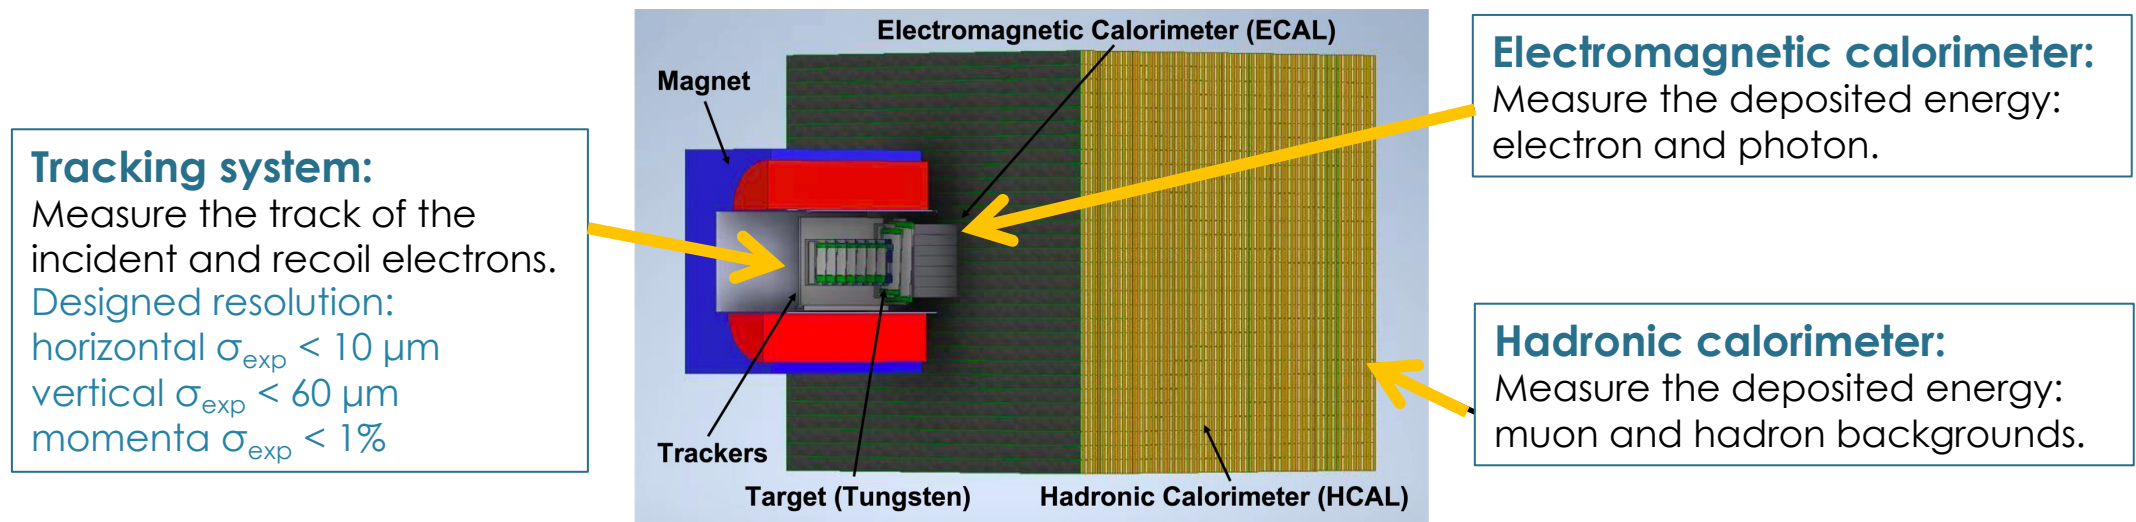 Tracking system:
Measure the track of the
incident and recoil electrons.
Designed resolution:
horizontal σexp < 10 μm
vertical σexp < 60 μm
momenta σexp < 1%
Electromagnetic Calorimeter (ECAL)
Magnet
Trackers
Target (Tungsten)
Hadronic Calorimeter (HCAL)
Electromagnetic calorimeter:
Measure the deposited energy:
electron and photon.
Hadronic calorimeter:
Measure the deposited energy:
muon and hadron backgrounds.